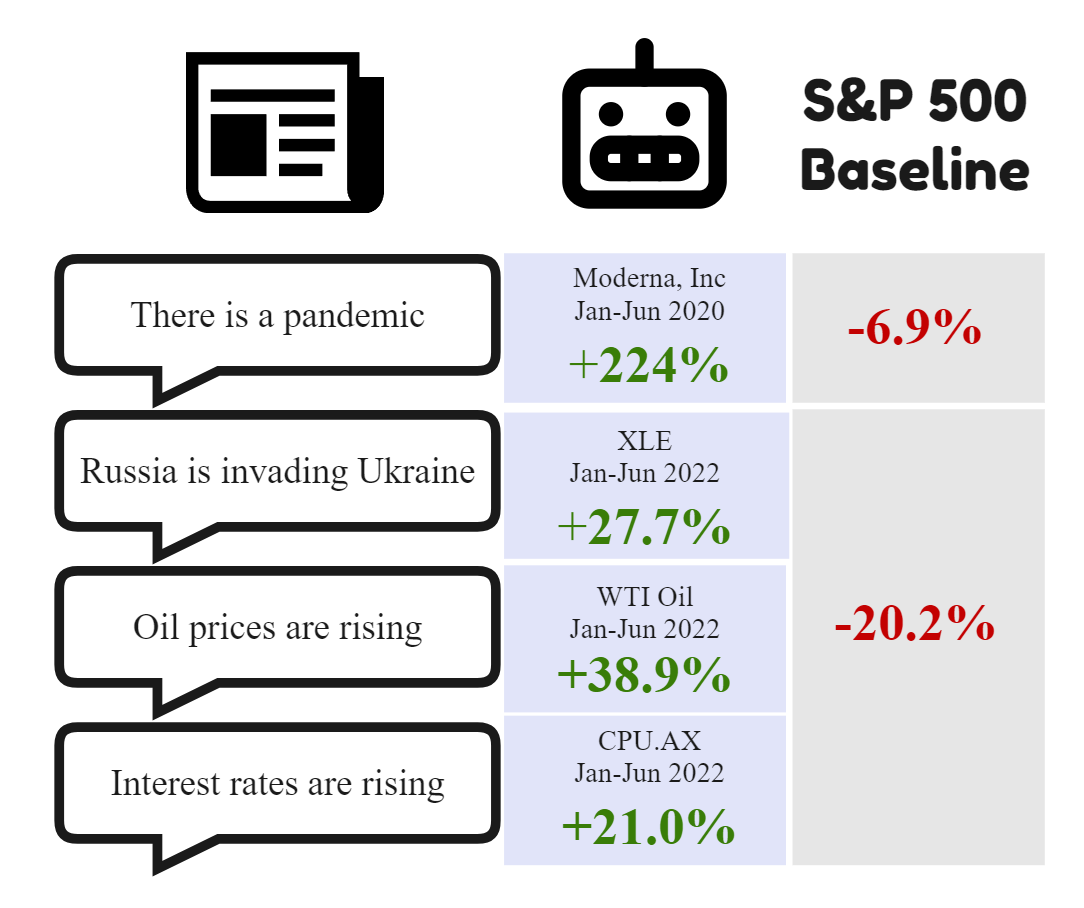 S&P 500
Baseline
There is a pandemic
Moderna, Inc
Jan-Jun 2020
+224%
-6.9%
Russia is invading Ukraine
XLE
Jan-Jun 2022
+27.7%
Oil prices are rising
WTI Oil
Jan-Jun 2022
+38.9%
-20.2%
Interest rates are rising
CPU.AX
Jan-Jun 2022
+21.0%